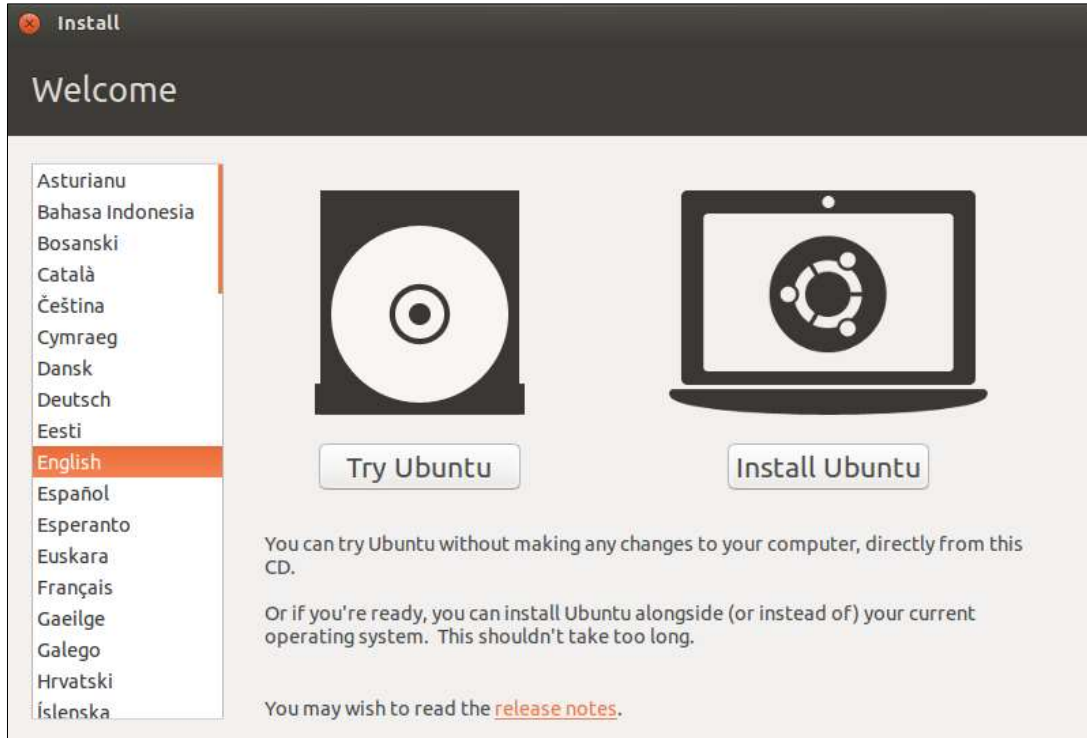 Install
Welcome
Asturianu
Bahasa Indonesia
Bosanski
Català
Čeština
Cymraeg
Dansk
Deutsch
Eesti
English
Español
Esperanto
Euskara
Français
Gaeilge
Galego
Hrvatski
Íslenska
Try Ubuntu
Install Ubuntu
You can try Ubuntu without making any changes to your computer, directly from this
CD.
Or if you're ready, you can install Ubuntu alongside (or instead of) your current
operating system. This shouldn't take too long.
You may wish to read the release notes.